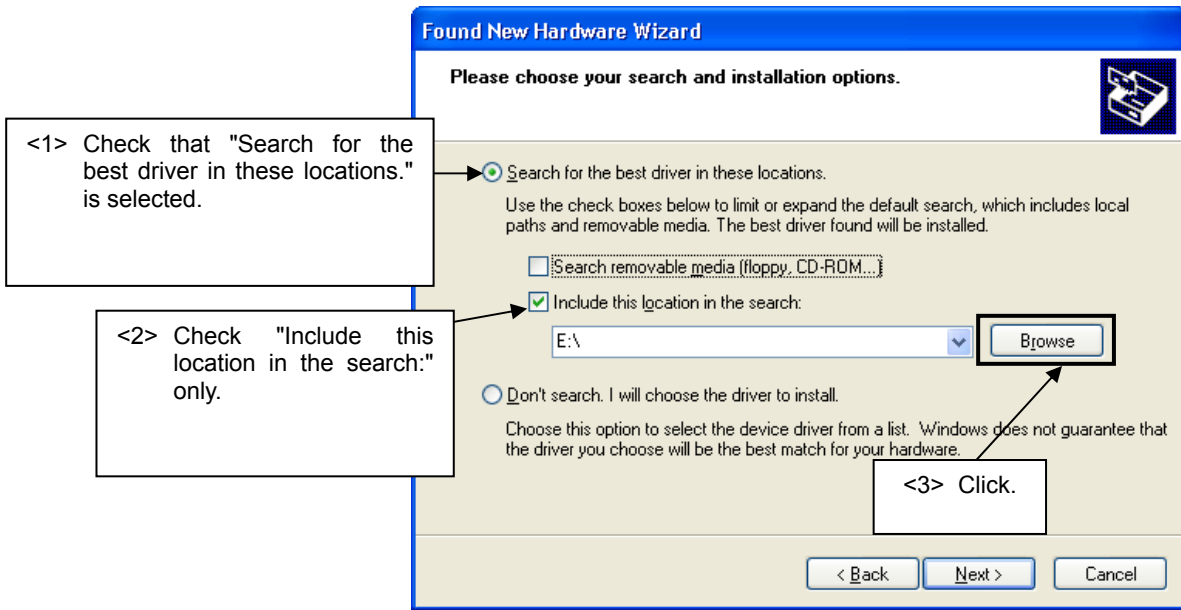 Found New Hardware Wizard
Please choose your search and installation options.
<1> Check that "Search for the
best driver in these locations."
is selected.
Search for the best driver in these locations.
Use the check boxes below to limit or expand the default search, which includes local
paths and removable media. The best driver found will be installed.
Search removable media (floppy, CD-ROM...)
<2> Check "Include this
location in the search:"
only.
Include this location in the search:
E:\
Browse
Don't search. I will choose the driver to install.
Choose this option to select the device driver from a list. Windows does not guarantee that
the driver you choose will be the best match for your hardware.
<3> Click.
< Back
Next >
Cancel